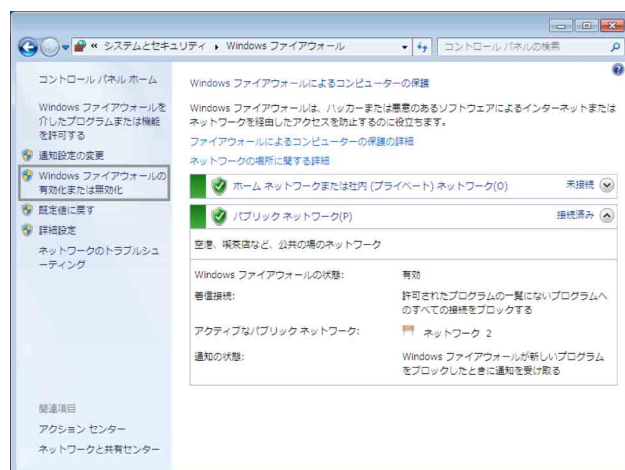 « システムとセキュリティ ▸ Windows ファイアウォール
コントロール パネルの検索
コントロール パネル ホーム
Windows ファイアウォールを
介したプログラムまたは機能
を許可する
通知設定の変更
Windows ファイアウォールの
有効化または無効化
既定値に戻す
詳細設定
ネットワークのトラブルシュ
ーティング
関連項目
アクション センター
ネットワークと共有センター
Windows ファイアウォールによるコンピューターの保護
Windows ファイアウォールは、ハッカーまたは悪意のあるソフトウェアによるインターネットまたは
ネットワークを経由したアクセスを防止するのに役立ちます。
ファイアウォールによるコンピューターの保護の詳細
ネットワークの場所に関する詳細
ホーム ネットワークまたは社内 (プライベート) ネットワーク(O) 未接続
パブリック ネットワーク(P) 接続済み
空港、喫茶店など、公共の場のネットワーク
Windows ファイアウォールの状態: 有効
着信接続: 許可されたプログラムの一覧にないプログラムへ
のすべての接続をブロックする
アクティブなパブリック ネットワーク: ネットワーク 2
通知の状態: Windows ファイアウォールが新しいプログラム
をブロックしたときに通知を受け取る